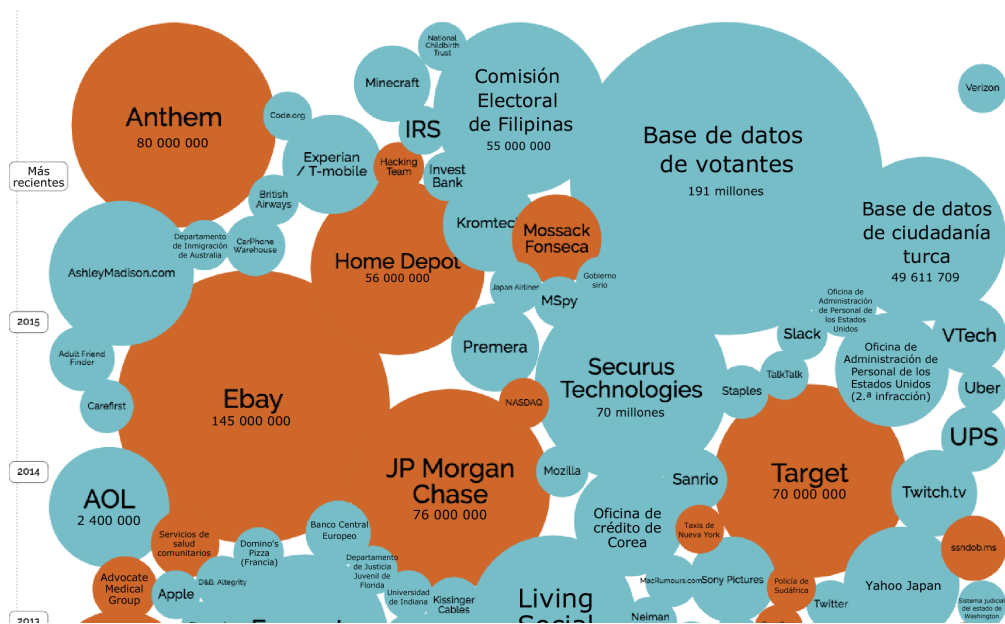 National
Childbirth
Trust
Minecraft
Comisión
Electoral
de Filipinas
55 000 000
Verizon
Anthem
80 000 000
Code.org
IRS
Base de datos
de votantes
191 millones
Experian
/ T-mobile
Hacking
Team
Invest
Bank
Más
recientes
British
Airways
Kromtech
Mossack
Fonseca
Base de datos
de ciudadanía
turca
49 611 709
Departamento
de Inmigración
de Australia
CarPhone
Warehouse
AshleyMadison.com
Home Depot
56 000 000
Japan Airlines
Gobierno
sirio
MSpy
Oficina de
Administración
de Personal de
los Estados
Unidos
2015
Slack
VTech
Adult Friend
Finder
Premera
Oficina de
Administración de
Personal de los
Estados Unidos
(2.ª infracción)
Securus
Technologies
70 millones
TalkTalk
Staples
Uber
Carefirst
Ebay
145 000 000
NASDAQ
UPS
2014
JP Morgan
Chase
76 000 000
Mozilla
Sanrio
Target
70 000 000
Twitch.tv
AOL
2 400 000
Oficina de
crédito de
Corea
Taxis de
Nueva York
Servicios de
salud
comunitarios
Banco Central
Europeo
Domino's
Pizza
(Francia)
ssndob.ms
Departamento
de Justicia
Juvenil de
Florida
Advocate
Medical
Group
Apple
D&B, Altegrity
Universidad
de Indiana
Kissinger
Cables
MacRumours.com
Sony Pictures
Policía de
Sudáfrica
Yahoo Japan
Twitter
Sistema judicial
del estado de
Washington
Living
Social
Neiman
2013